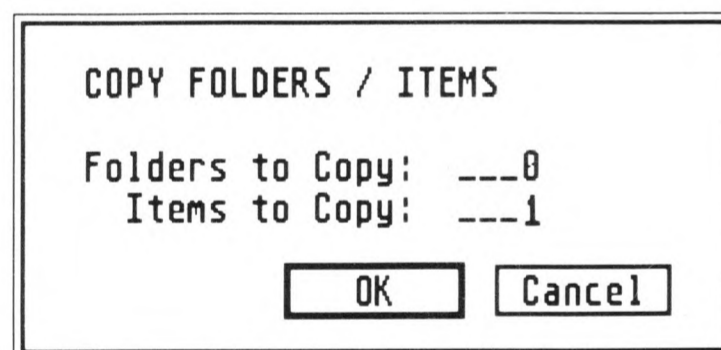 COPY FOLDERS / ITEMS
Folders to Copy: ___0
Items to Copy: ___1
OK Cancel